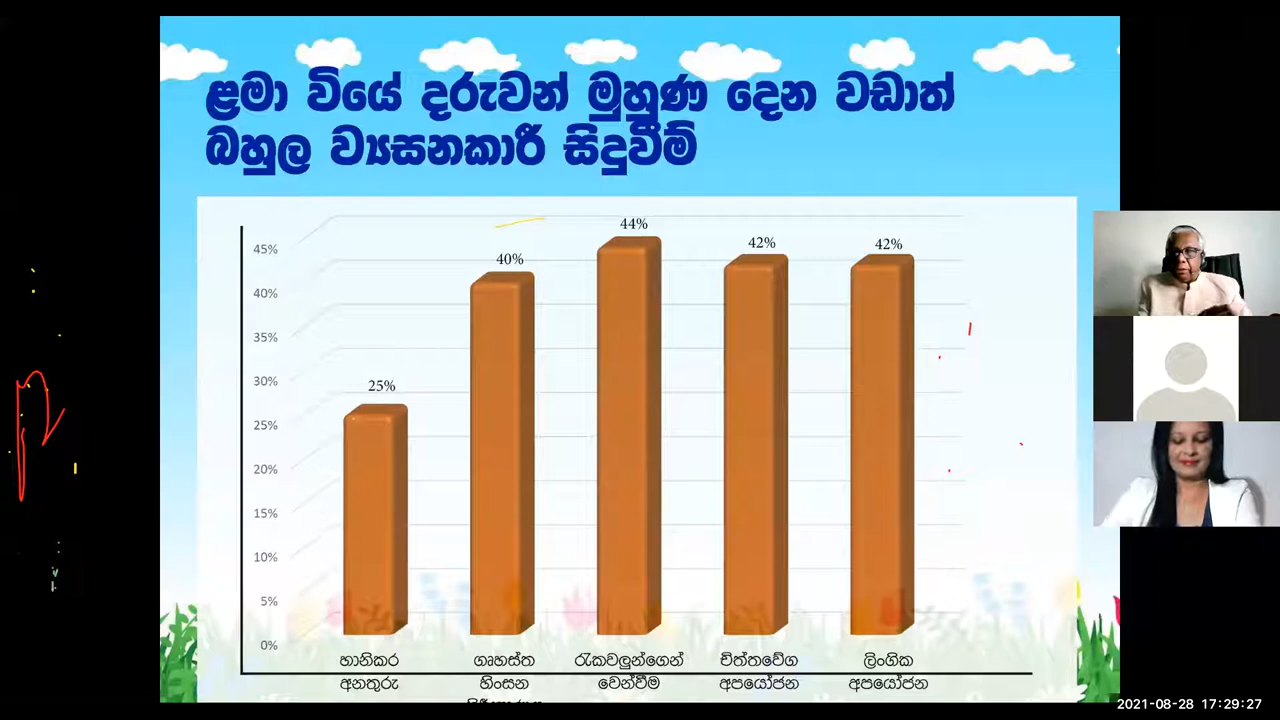 ළමා වියේ දරුවන් මුහුණ දෙන වඩාත්
බහුල ව්‍යසනකාරී සිදුවීම්
45%
40%
35%
30%
25%
20%
15%
10%
5%
0%
25%
40%
44%
42%
42%
හානිකර
අනතුරු
ගෘහස්ත
හිංසන
රැකවලුන්ගෙන්
වෙන්වීම
චිත්තවේග
අපයෝජන
ලිංගික
අපයෝජන
2021-08-28 17:29:27